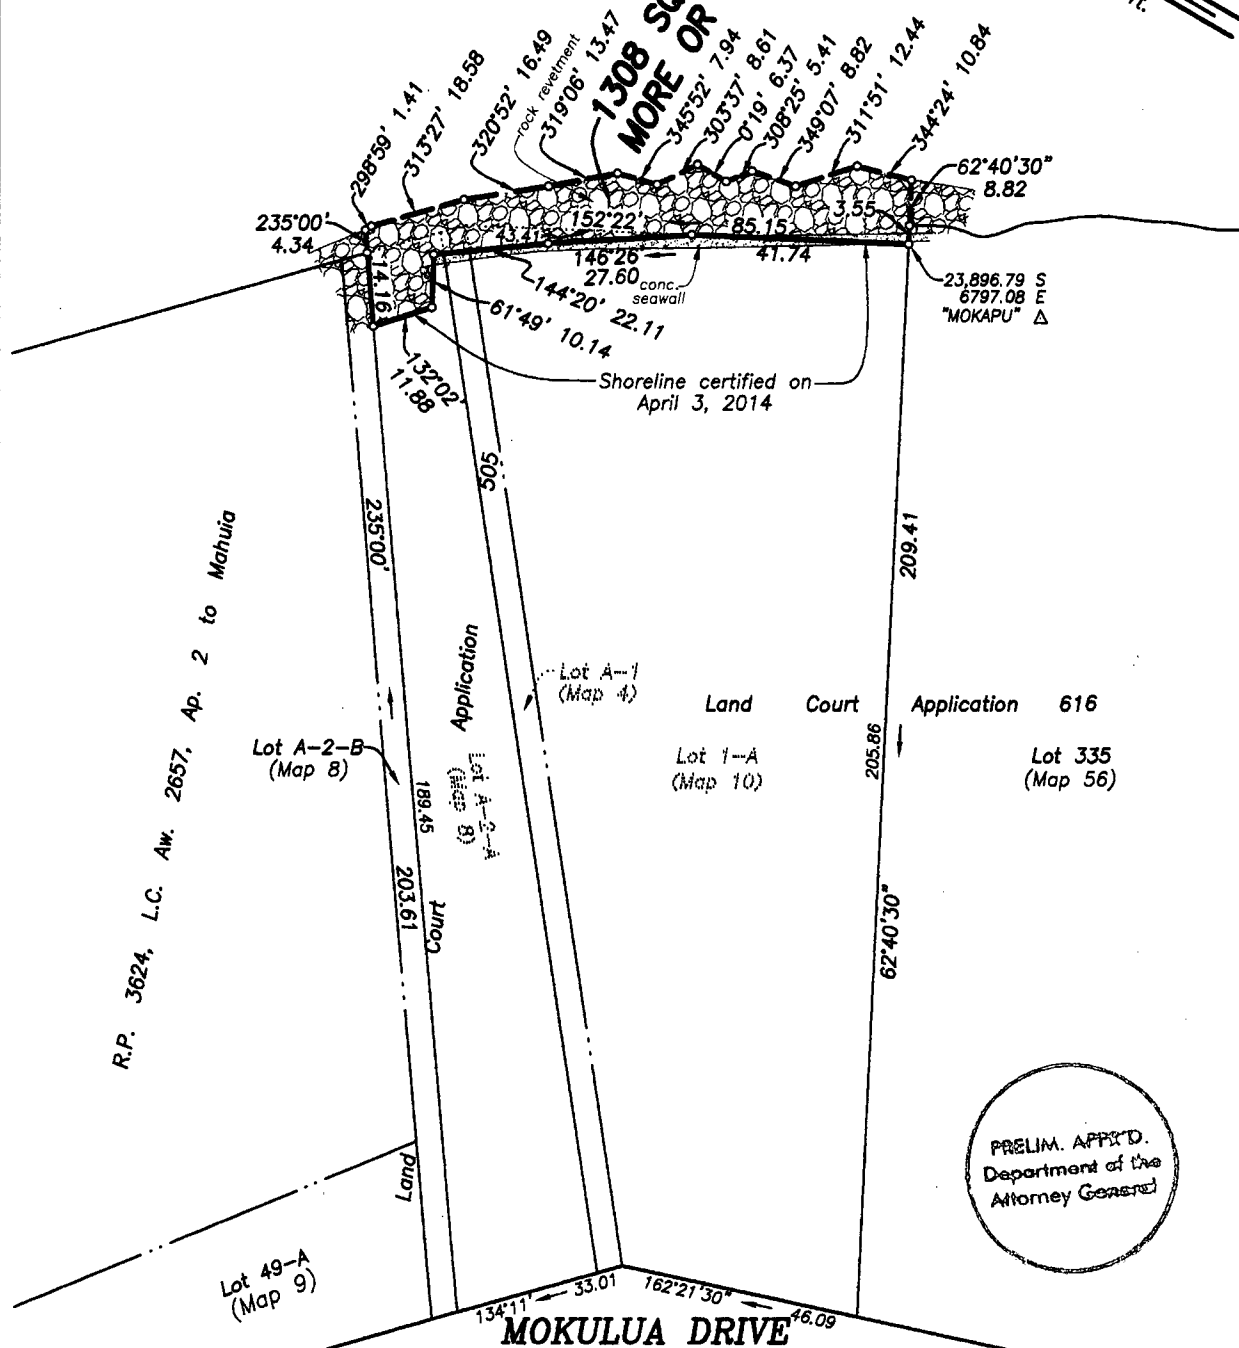 298°59' 1.41
313°27' 18.58
320°52' 16.49
rock revetment
319°06' 13.47
1308 SQ
MORE OR
345°52' 7.94
303°37' 8.61
0°19' 6.37
308°25' 5.41
349°07' 8.82
311°51' 12.44
344°24' 10.84
ft.
62°40'30"
8.82
235°00'
4.34
14.16
152°22'
85.15
3.55
146°26'
27.60
41.74
conc.
seawall
144°20' 22.11
61°49' 10.14
132°02'
11.88
23,896.79 S
6797.08 E
"MOKAPU" △
Shoreline certified on
April 3, 2014
505
235°00'
209.41
R.P. 3624, L.C. Aw. 2657, Ap. 2 to Mahuia
Application
Lot A-1
(Map 4)
Land Court Application 616
Lot A-2-B
(Map 8)
Lot A-2-A
(Map 8)
Lot 1-A
(Map 10)
205.86
Lot 335
(Map 56)
189.45
203.61
Court
62°40'30"
Land
PRELIM. APPR'D.
Department of the
Attorney General
Lot 49-A
(Map 9)
134°11' 33.01
162°21'30" 46.09
MOKULUA DRIVE